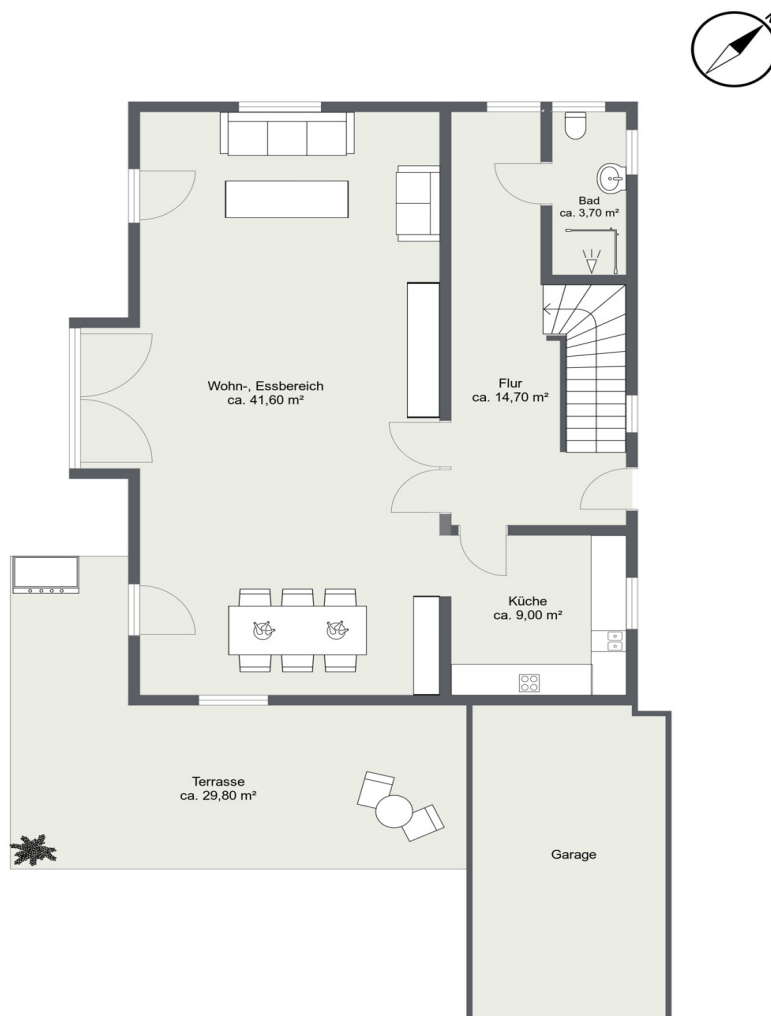 Bad
ca. 3,70 m²
Wohn-, Essbereich
ca. 41,60 m²
Flur
ca. 14,70 m²
Küche
ca. 9,00 m²
Terrasse
ca. 29,80 m²
Garage